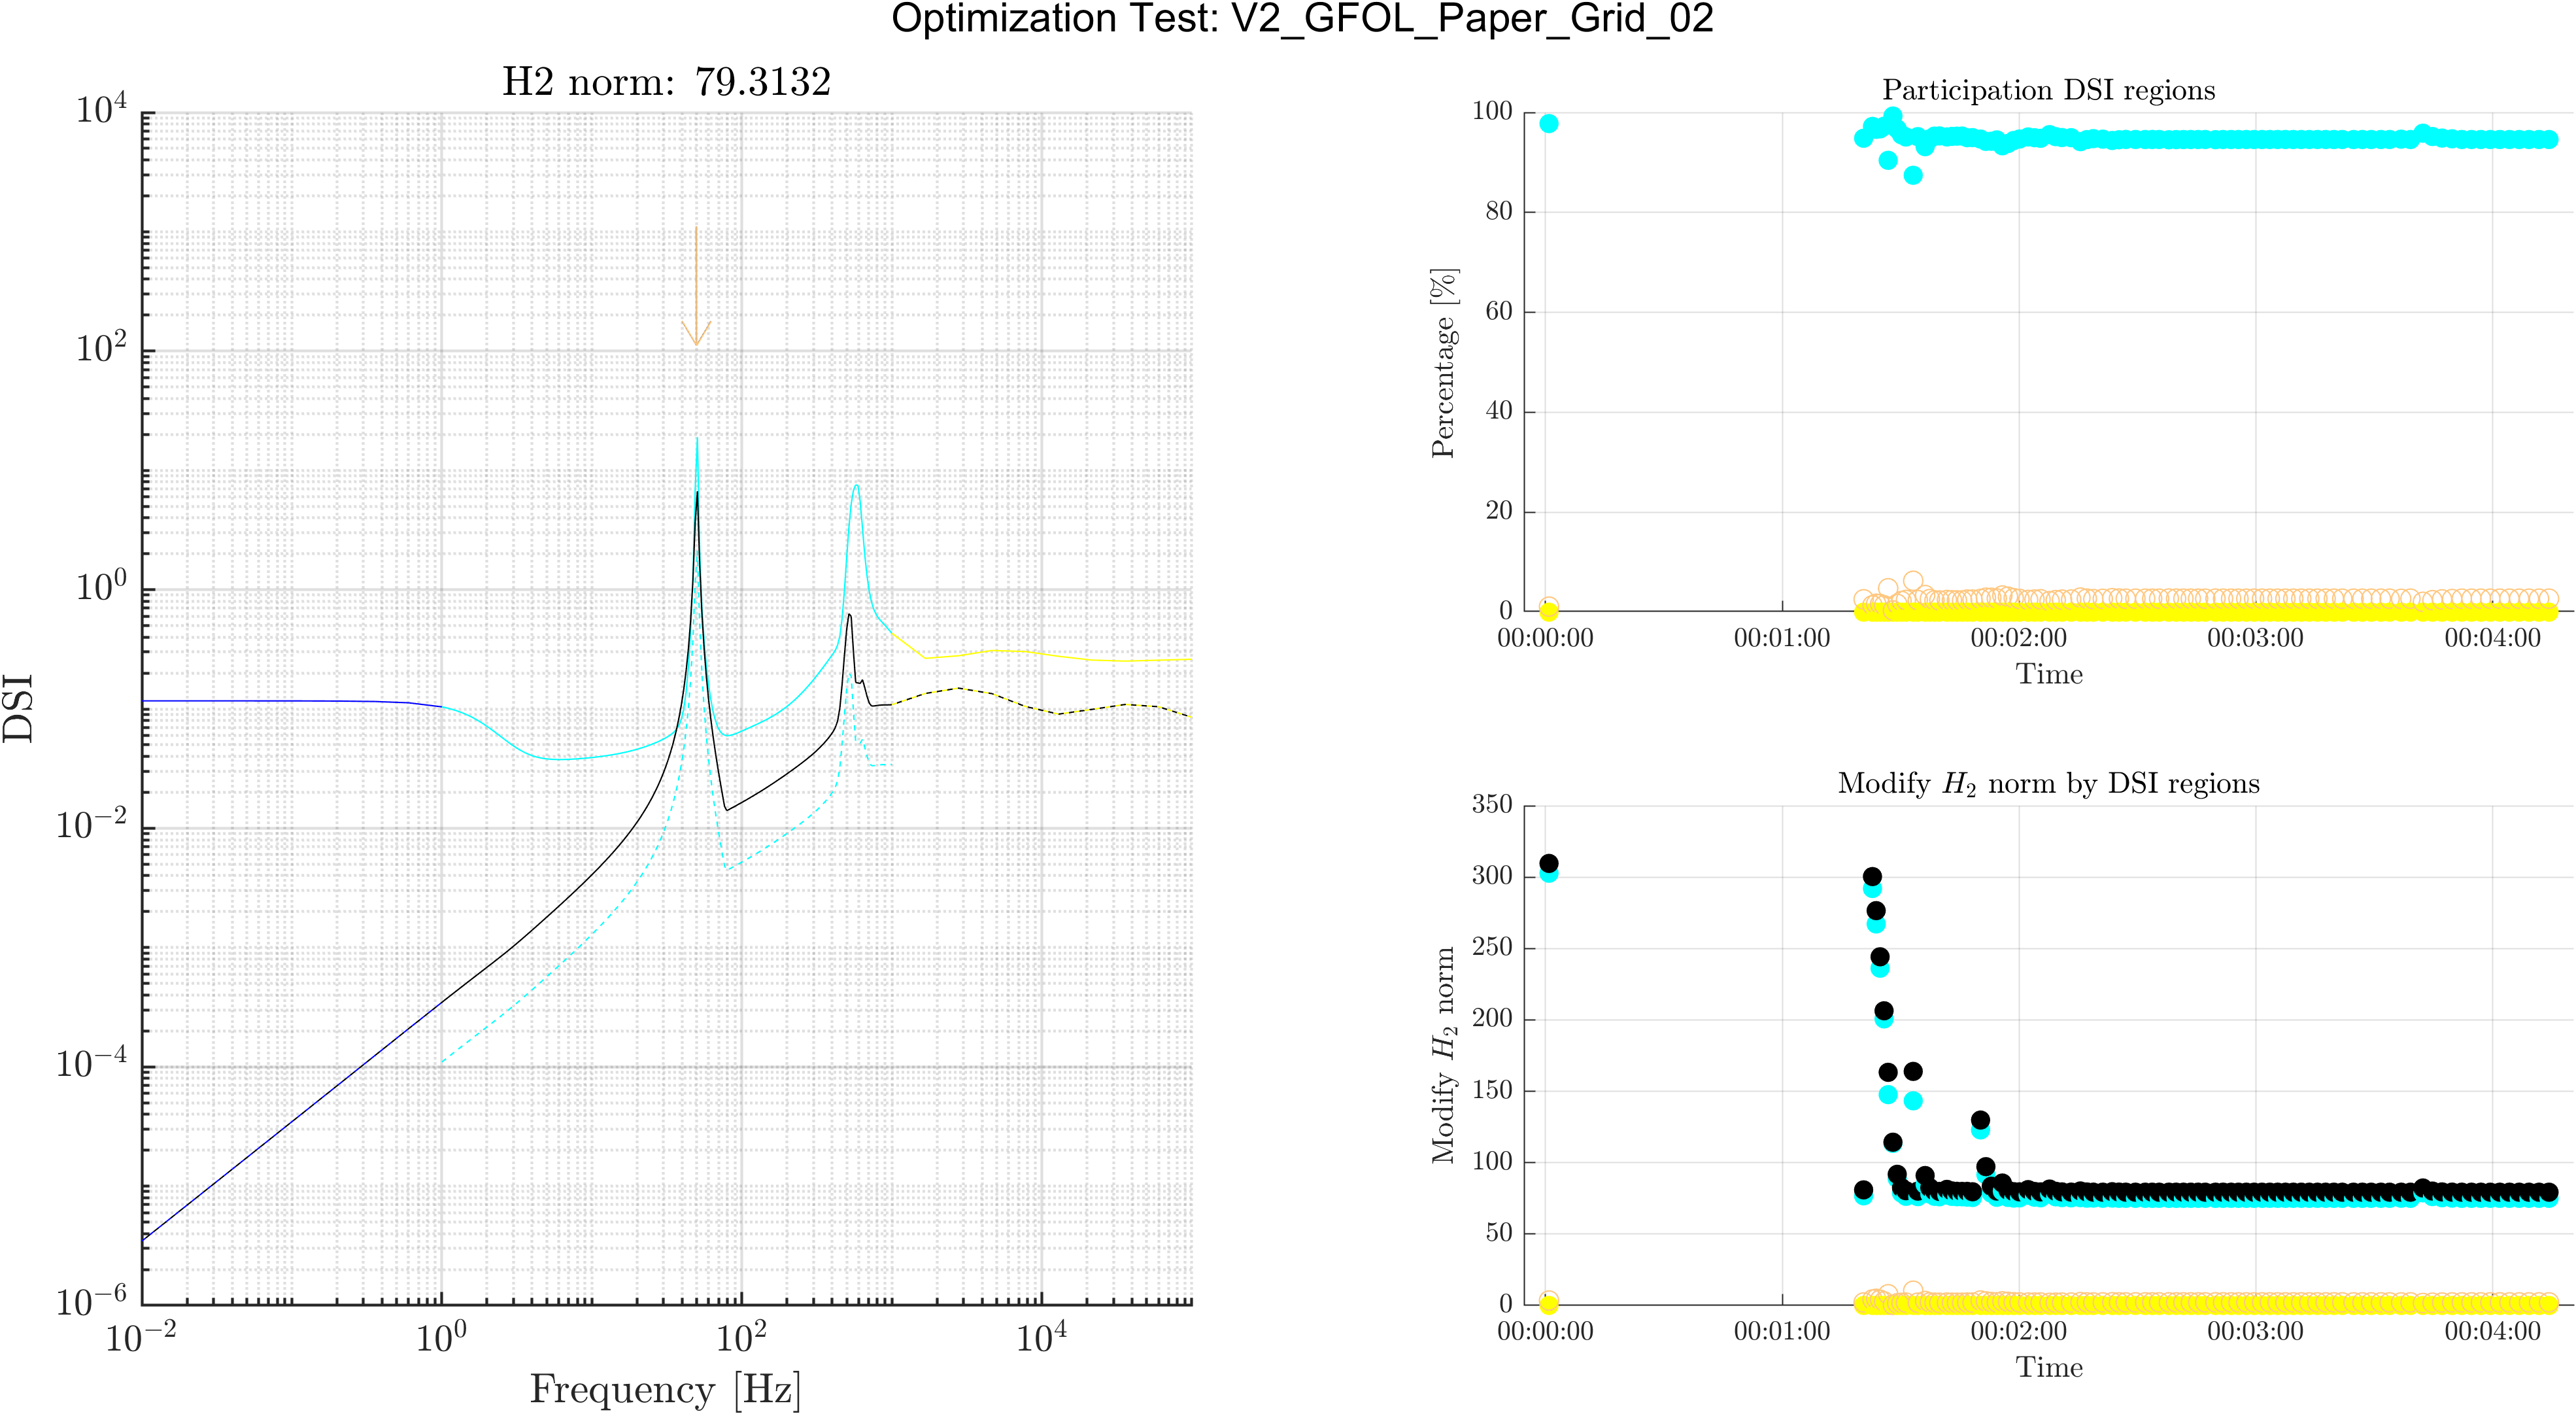 Optimization Test: V2_GFOL_Paper_Grid_02
H2 norm: 79.3132
10^4
10^2
10^0
10^-2
10^-4
10^-6
DSI
10^-2 10^0 10^2 10^4
Frequency [Hz]
Participation DSI regions
100
80
60
40
20
0
Percentage [%]
00:00:00 00:01:00 00:02:00 00:03:00 00:04:00
Time
Modify H_2 norm by DSI regions
350
300
250
200
150
100
50
0
Modify H_2 norm
00:00:00 00:01:00 00:02:00 00:03:00 00:04:00
Time